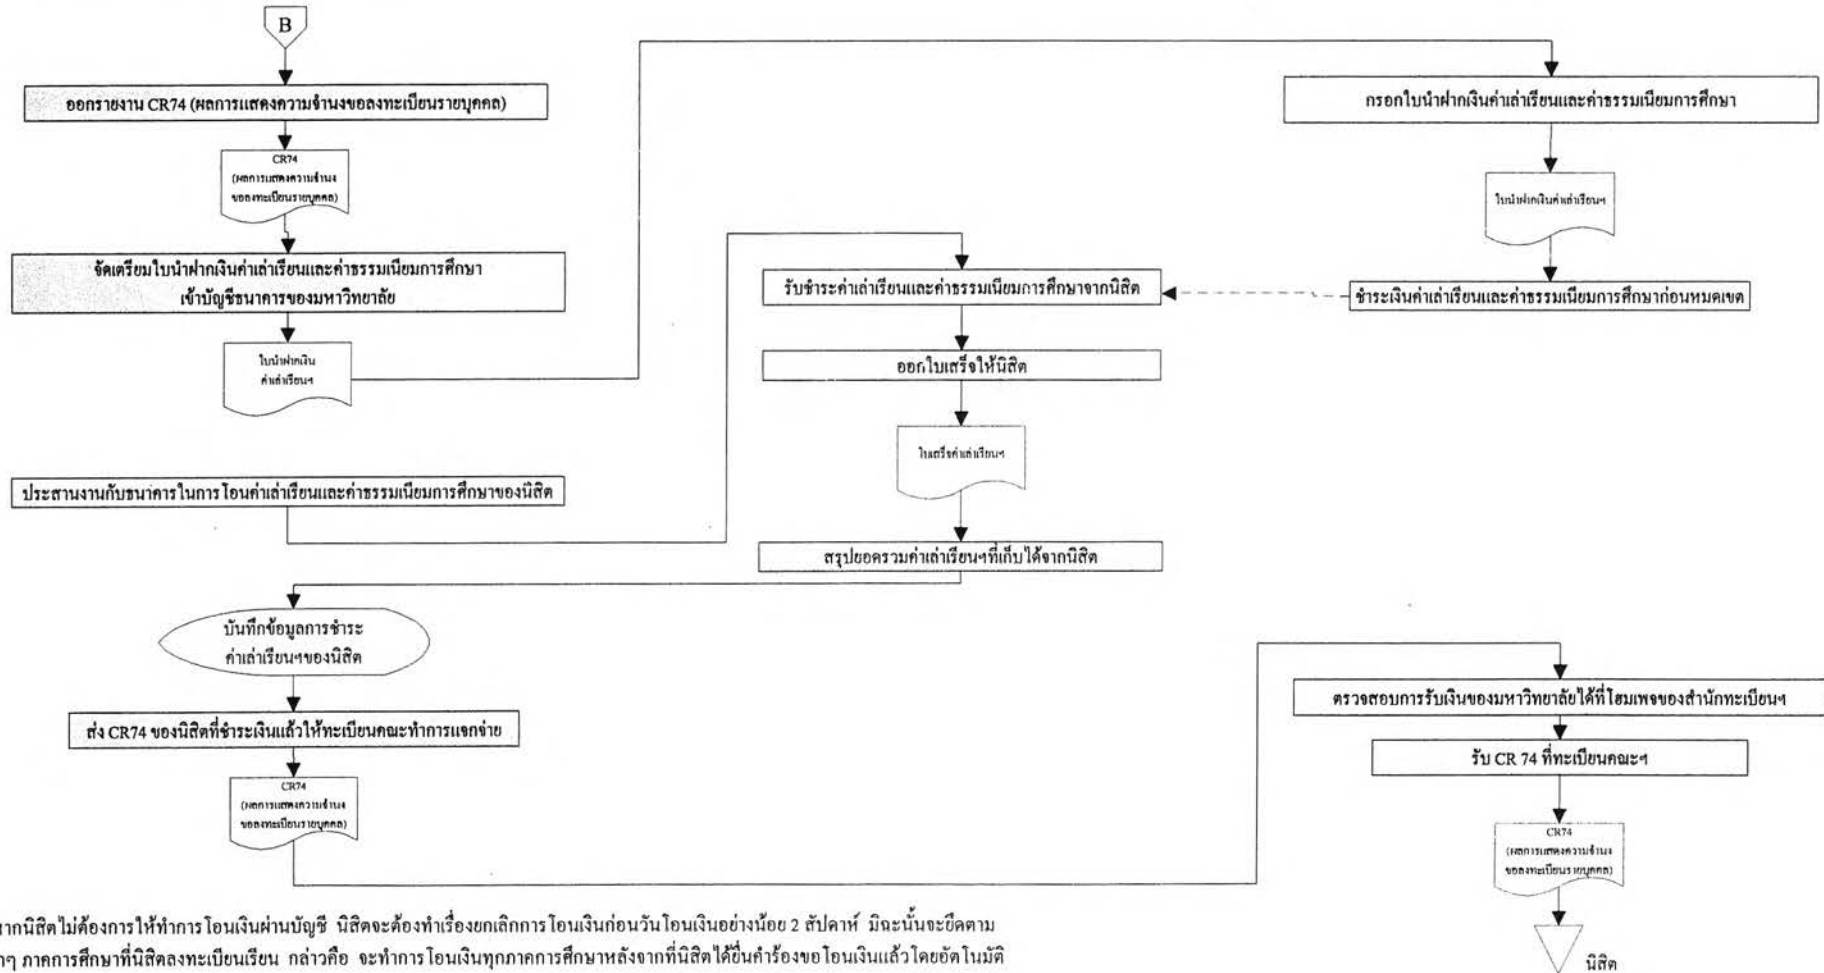 B
ออกรายงาน CR74 (ผลการแสดงความจำนงขอลงทะเบียนรายบุคคล)
CR74
(ผลการแสดงความจำนง
ขอลงทะเบียนรายบุคคล)
จัดเตรียมใบนำฝากเงินค่าเล่าเรียนและค่าธรรมเนียมการศึกษา
เข้าบัญชีธนาคารของมหาวิทยาลัย
ใบนำฝากเงิน
ค่าเล่าเรียนฯ
กรอกใบนำฝากเงินค่าเล่าเรียนและค่าธรรมเนียมการศึกษา
ใบนำฝากเงินค่าเล่าเรียนฯ
ชำระเงินค่าเล่าเรียนและค่าธรรมเนียมการศึกษาก่อนหมดเขต
รับชำระค่าเล่าเรียนและค่าธรรมเนียมการศึกษาจากนิสิต
ออกใบเสร็จให้นิสิต
ใบเสร็จค่าเล่าเรียนฯ
ประสานงานกับธนาคารในการโอนค่าเล่าเรียนและค่าธรรมเนียมการศึกษาของนิสิต
สรุปยอดรวมค่าเล่าเรียนฯที่เก็บได้จากนิสิต
บันทึกข้อมูลการชำระ
ค่าเล่าเรียนฯของนิสิต
ส่ง CR74 ของนิสิตที่ชำระเงินแล้วให้ทะเบียนคณะทำการแจกจ่าย
CR74
(ผลการแสดงความจำนง
ขอลงทะเบียนรายบุคคล)
ตรวจสอบการรับเงินของมหาวิทยาลัยได้ที่โฮมเพจของสำนักทะเบียนฯ
รับ CR 74 ที่ทะเบียนคณะฯ
CR74
(ผลการแสดงความจำนง
ขอลงทะเบียนรายบุคคล)
นิสิต
ากนิสิตไม่ต้องการให้ทำการโอนเงินผ่านบัญชี นิสิตจะต้องทำเรื่องยกเลิกการโอนเงินก่อนวันโอนเงินอย่างน้อย 2 สัปดาห์ มิฉะนั้นจะยึดตาม
ๆ ภาคการศึกษาที่นิสิตลงทะเบียนเรียน กล่าวคือ จะทำการโอนเงินทุกภาคการศึกษาหลังจากที่นิสิตได้ยื่นคำร้องขอโอนเงินแล้วโดยอัตโนมัติ